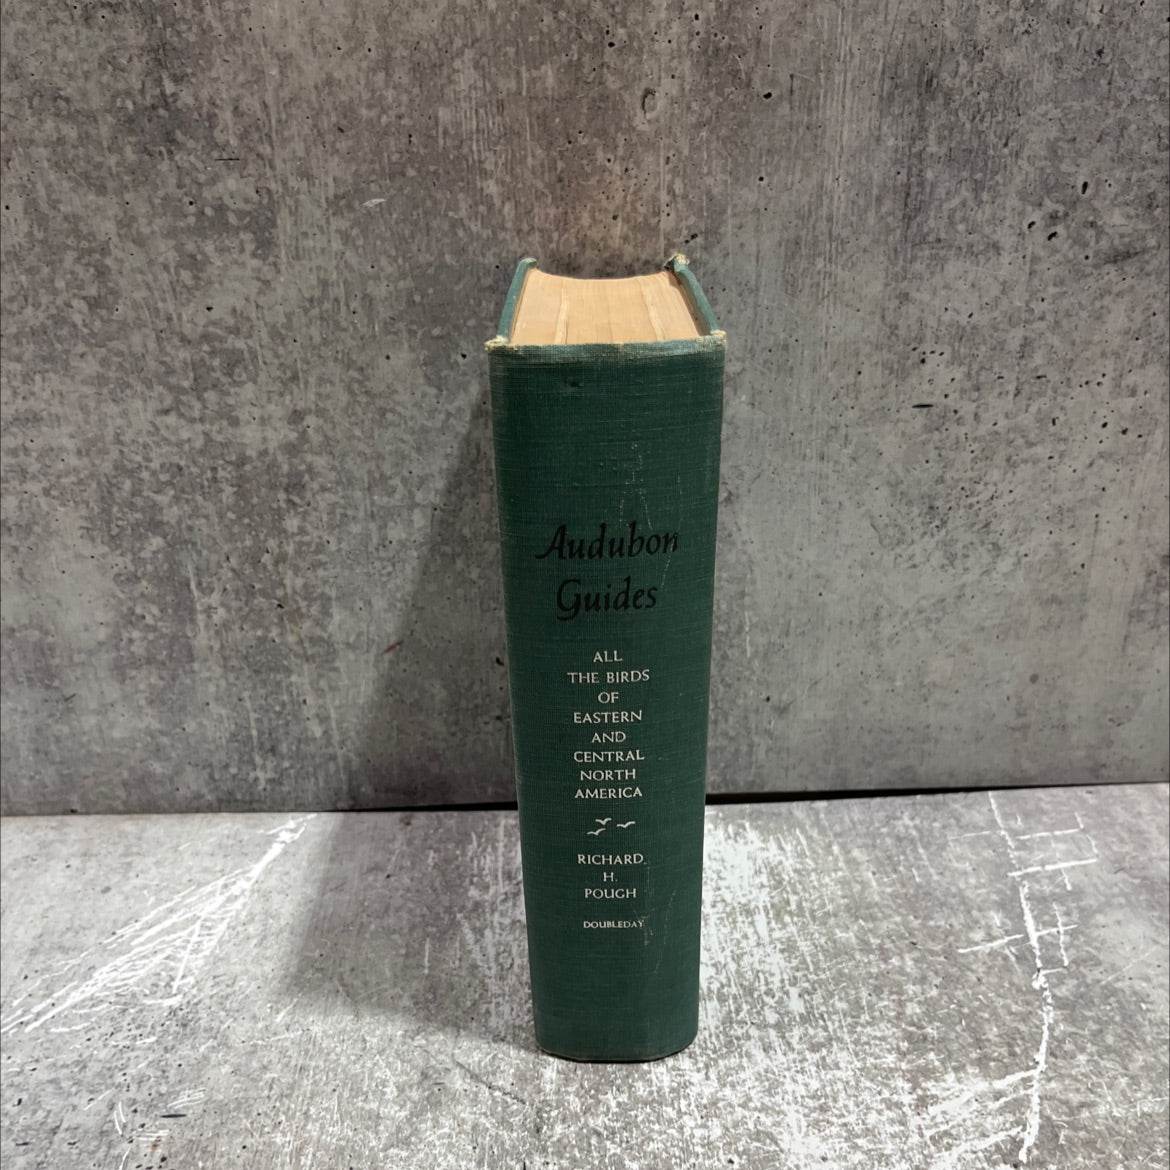 Audubon
Guides
ALL
THE BIRDS
OF
EASTERN
AND
CENTRAL
NORTH
AMERICA
RICHARD
H.
POUGH
DOUBLEDAY